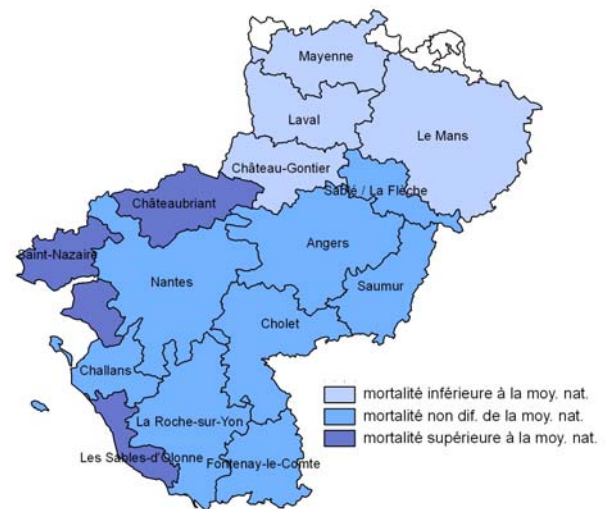 Mayenne
Laval
Le Mans
Château-Gontier
Sablé / La Flèche
Châteaubriant
Angers
Saint-Nazaire
Nantes
Saumur
Cholet
Challans
mortalité inférieure à la moy. nat.
mortalité non dif. de la moy. nat.
La Roche-sur-Yon
mortalité supérieure à la moy. nat.
Les Sables-d'Olonne
Fontenay-le-Comte